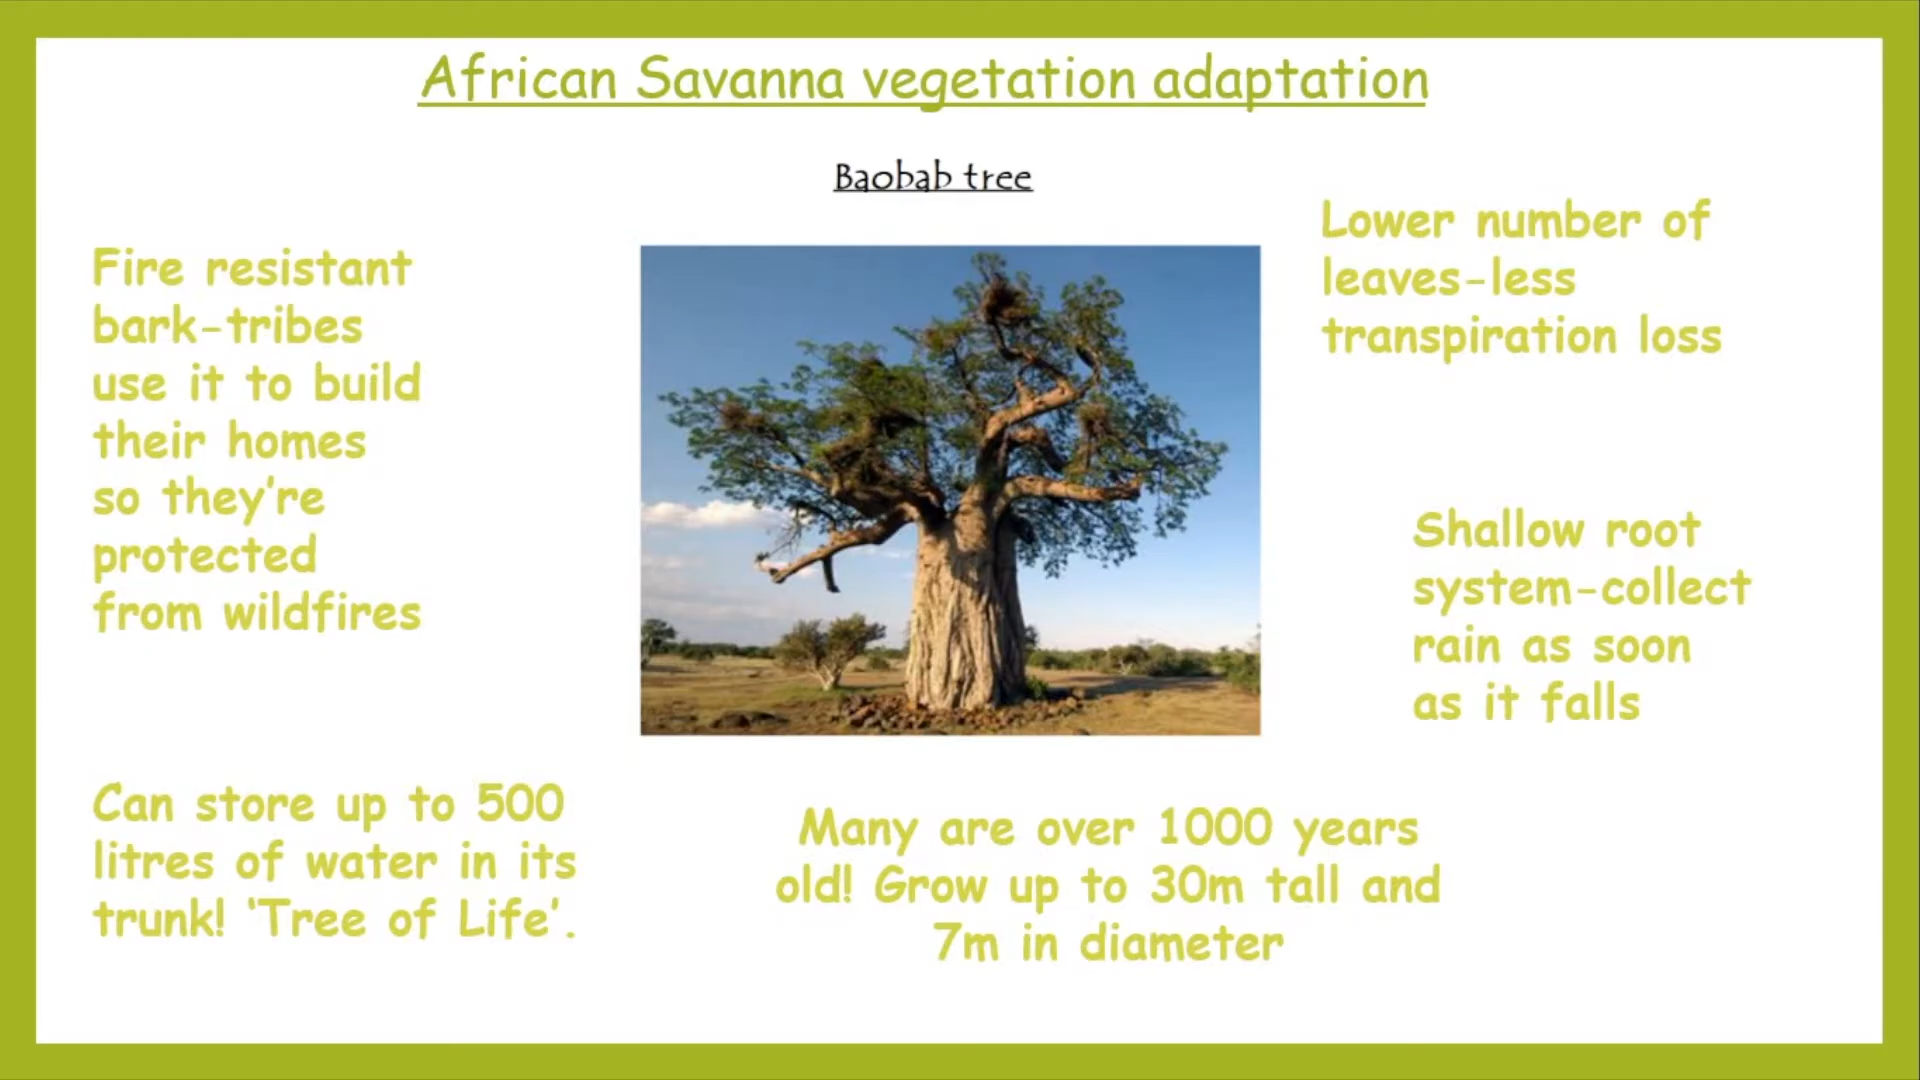 African Savanna vegetation adaptation
Baobab tree
Fire resistant
bark-tribes
use it to build
their homes
so they're
protected
from wildfires
Lower number of
leaves-less
transpiration loss
Shallow root
system-collect
rain as soon
as it falls
Can store up to 500
litres of water in its
trunk! ‘Tree of Life’.
Many are over 1000 years
old! Grow up to 30m tall and
7m in diameter